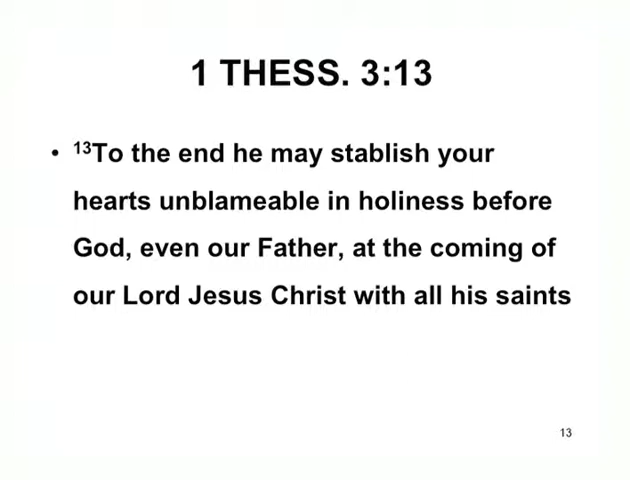 1 THESS. 3:13
• ¹³To the end he may stablish your
hearts unblameable in holiness before
God, even our Father, at the coming of
our Lord Jesus Christ with all his saints
13